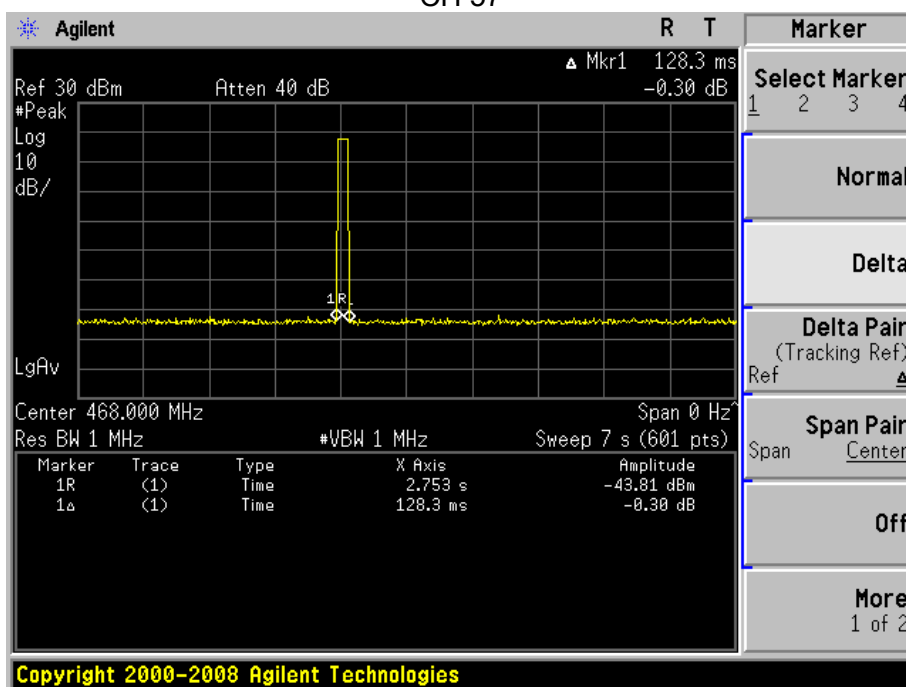 Agilent R T
Marker
Δ Mkr1 128.3 ms
Ref 30 dBm Atten 40 dB -0.30 dB
#Peak
Log
10
dB/
1R
LgAv
Center 468.000 MHz Span 0 Hz^
Res BW 1 MHz #VBW 1 MHz Sweep 7 s (601 pts)
Marker Trace Type X Axis Amplitude
1R (1) Time 2.753 s -43.81 dBm
1Δ (1) Time 128.3 ms -0.30 dB
Select Marker
1 2 3 4
Normal
Delta
Delta Pair
(Tracking Ref)
Ref Δ
Span Pair
Span Center
Off
More
1 of 2
Copyright 2000-2008 Agilent Technologies